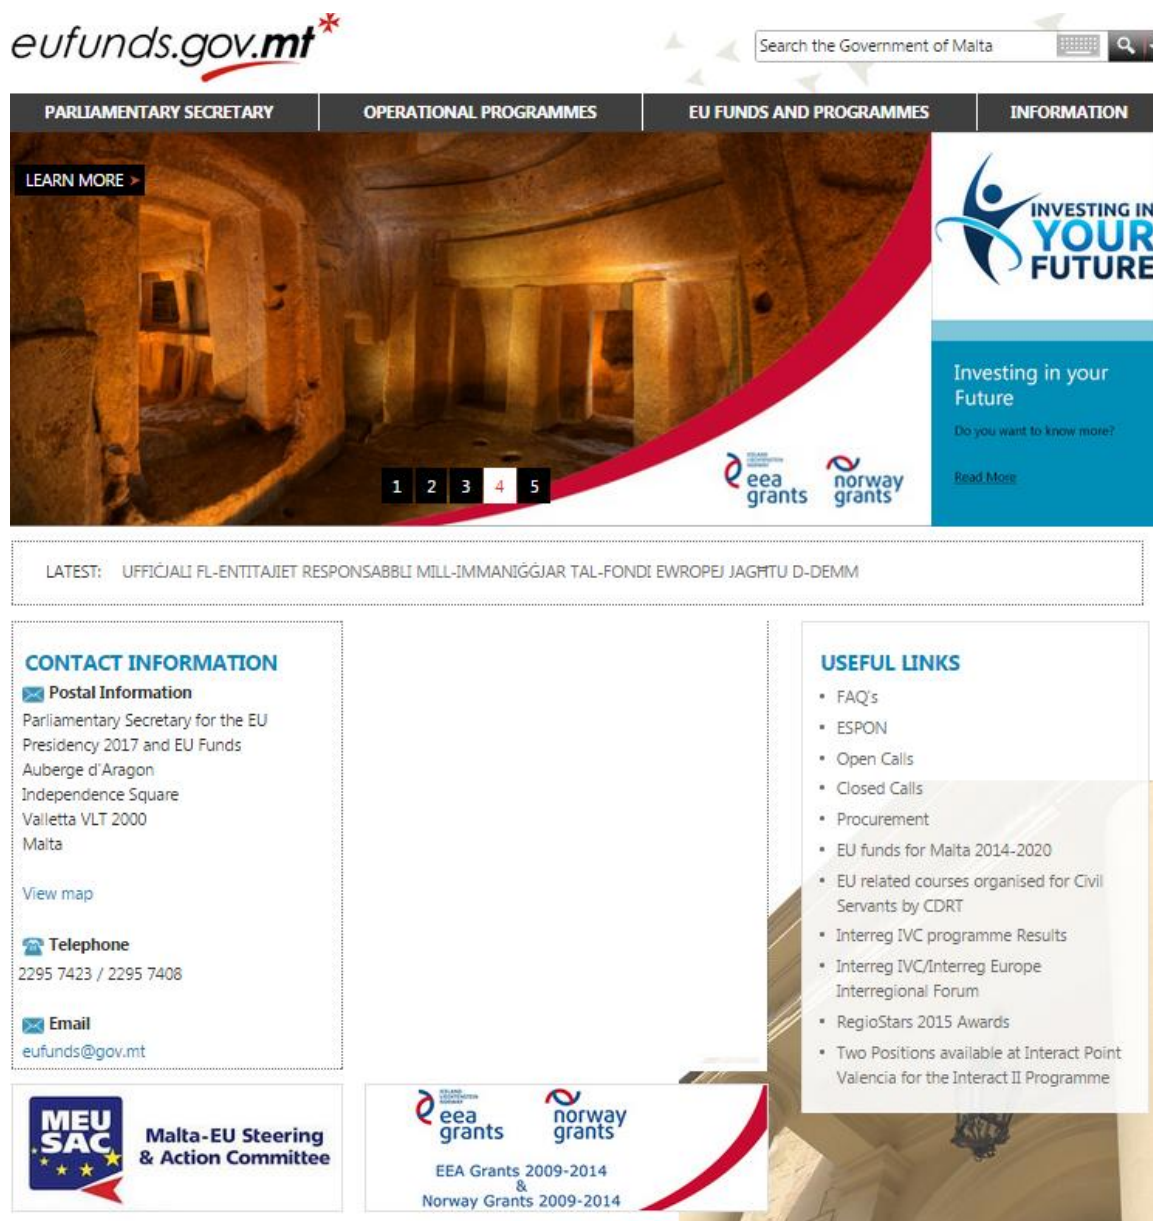 eufunds.gov.mt
Search the Government of Malta
PARLIAMENTARY SECRETARY
OPERATIONAL PROGRAMMES
EU FUNDS AND PROGRAMMES
INFORMATION
LEARN MORE
INVESTING IN
YOUR
FUTURE
Investing in your
Future
Do you want to know more?
Read More
1 2 3 4 5
ICELAND
LIECHTENSTEIN
NORWAY
eea
grants
norway
grants
LATEST: UFFIĊJALI FL-ENTITAJIET RESPONSABBLI MILL-IMMANIĠĠJAR TAL-FONDI EWROPEJ JAGĦTU D-DEMM
CONTACT INFORMATION
Postal Information
Parliamentary Secretary for the EU
Presidency 2017 and EU Funds
Auberge d'Aragon
Independence Square
Valletta VLT 2000
Malta
View map
Telephone
2295 7423 / 2295 7408
Email
eufunds@gov.mt
USEFUL LINKS
FAQ's
ESPON
Open Calls
Closed Calls
Procurement
EU funds for Malta 2014-2020
EU related courses organised for Civil
Servants by CDRT
Interreg IVC programme Results
Interreg IVC/Interreg Europe
Interregional Forum
RegioStars 2015 Awards
Two Positions available at Interact Point
Valencia for the Interact II Programme
MEU
SAC
Malta-EU Steering
& Action Committee
ICELAND
LIECHTENSTEIN
NORWAY
eea
grants
norway
grants
EEA Grants 2009-2014
&
Norway Grants 2009-2014